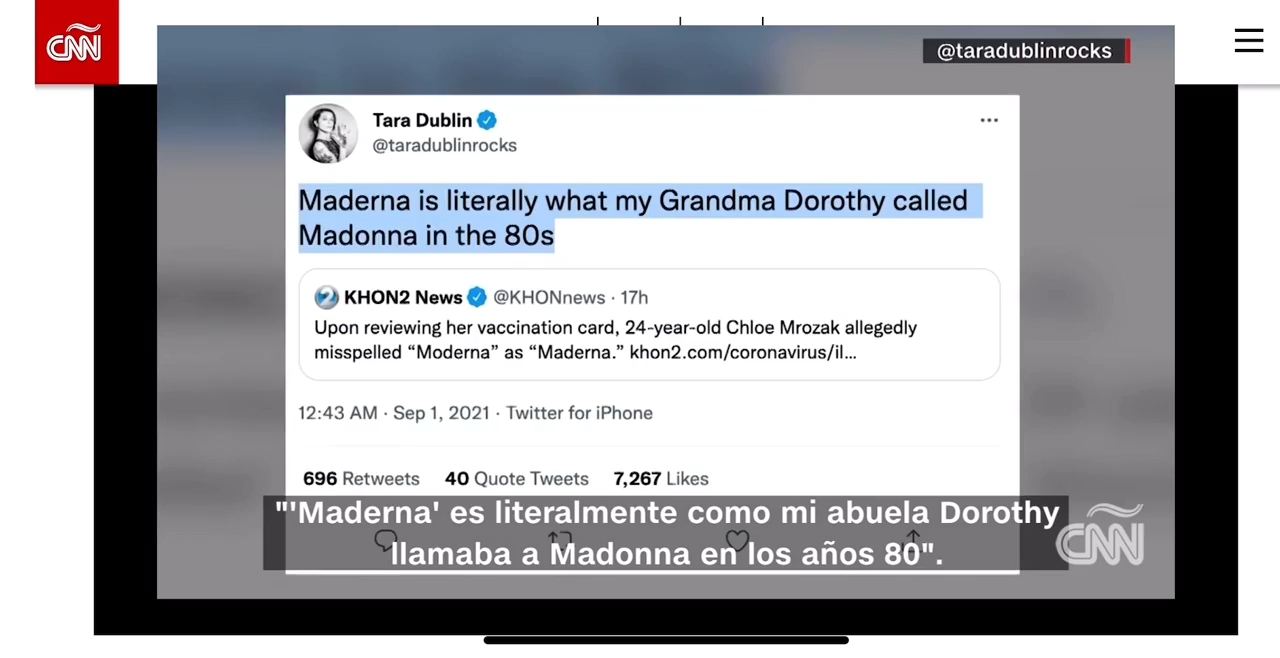 CNN
@taradublinrocks
Tara Dublin
@taradublinrocks
Maderna is literally what my Grandma Dorothy called
Madonna in the 80s
KHON2 News @KHONnews · 17h
Upon reviewing her vaccination card, 24-year-old Chloe Mrozak allegedly
misspelled “Moderna” as “Maderna.” khon2.com/coronavirus/il...
12:43 AM · Sep 1, 2021 · Twitter for iPhone
696 Retweets 40 Quote Tweets 7,267 Likes
"'Maderna' es literalmente como mi abuela Dorothy
llamaba a Madonna en los años 80".
CNN